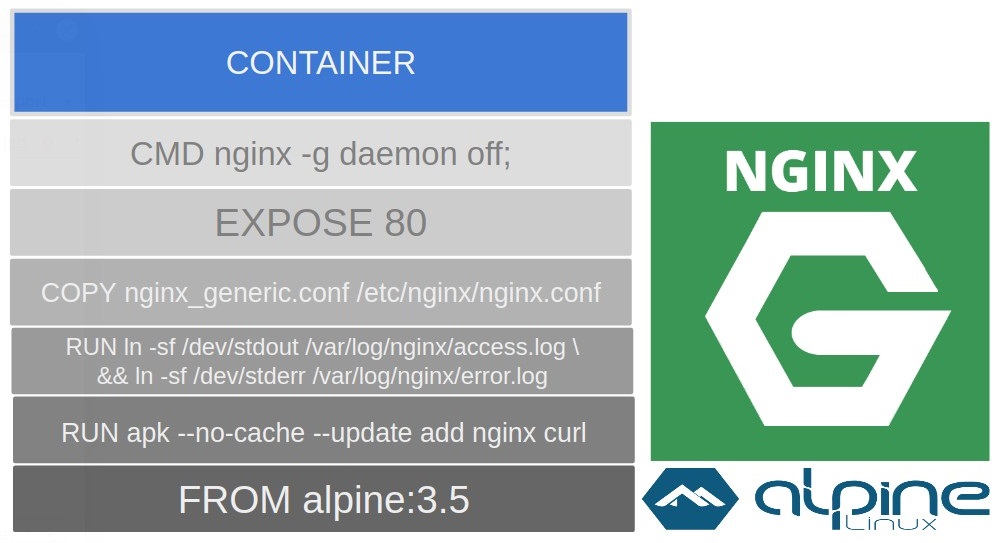 CONTAINER
CMD nginx -g daemon off;
EXPOSE 80
COPY nginx_generic.conf /etc/nginx/nginx.conf
RUN ln -sf /dev/stdout /var/log/nginx/access.log \
&& ln -sf /dev/stderr /var/log/nginx/error.log
RUN apk --no-cache --update add nginx curl
FROM alpine:3.5
NGINX
alpine
Linux